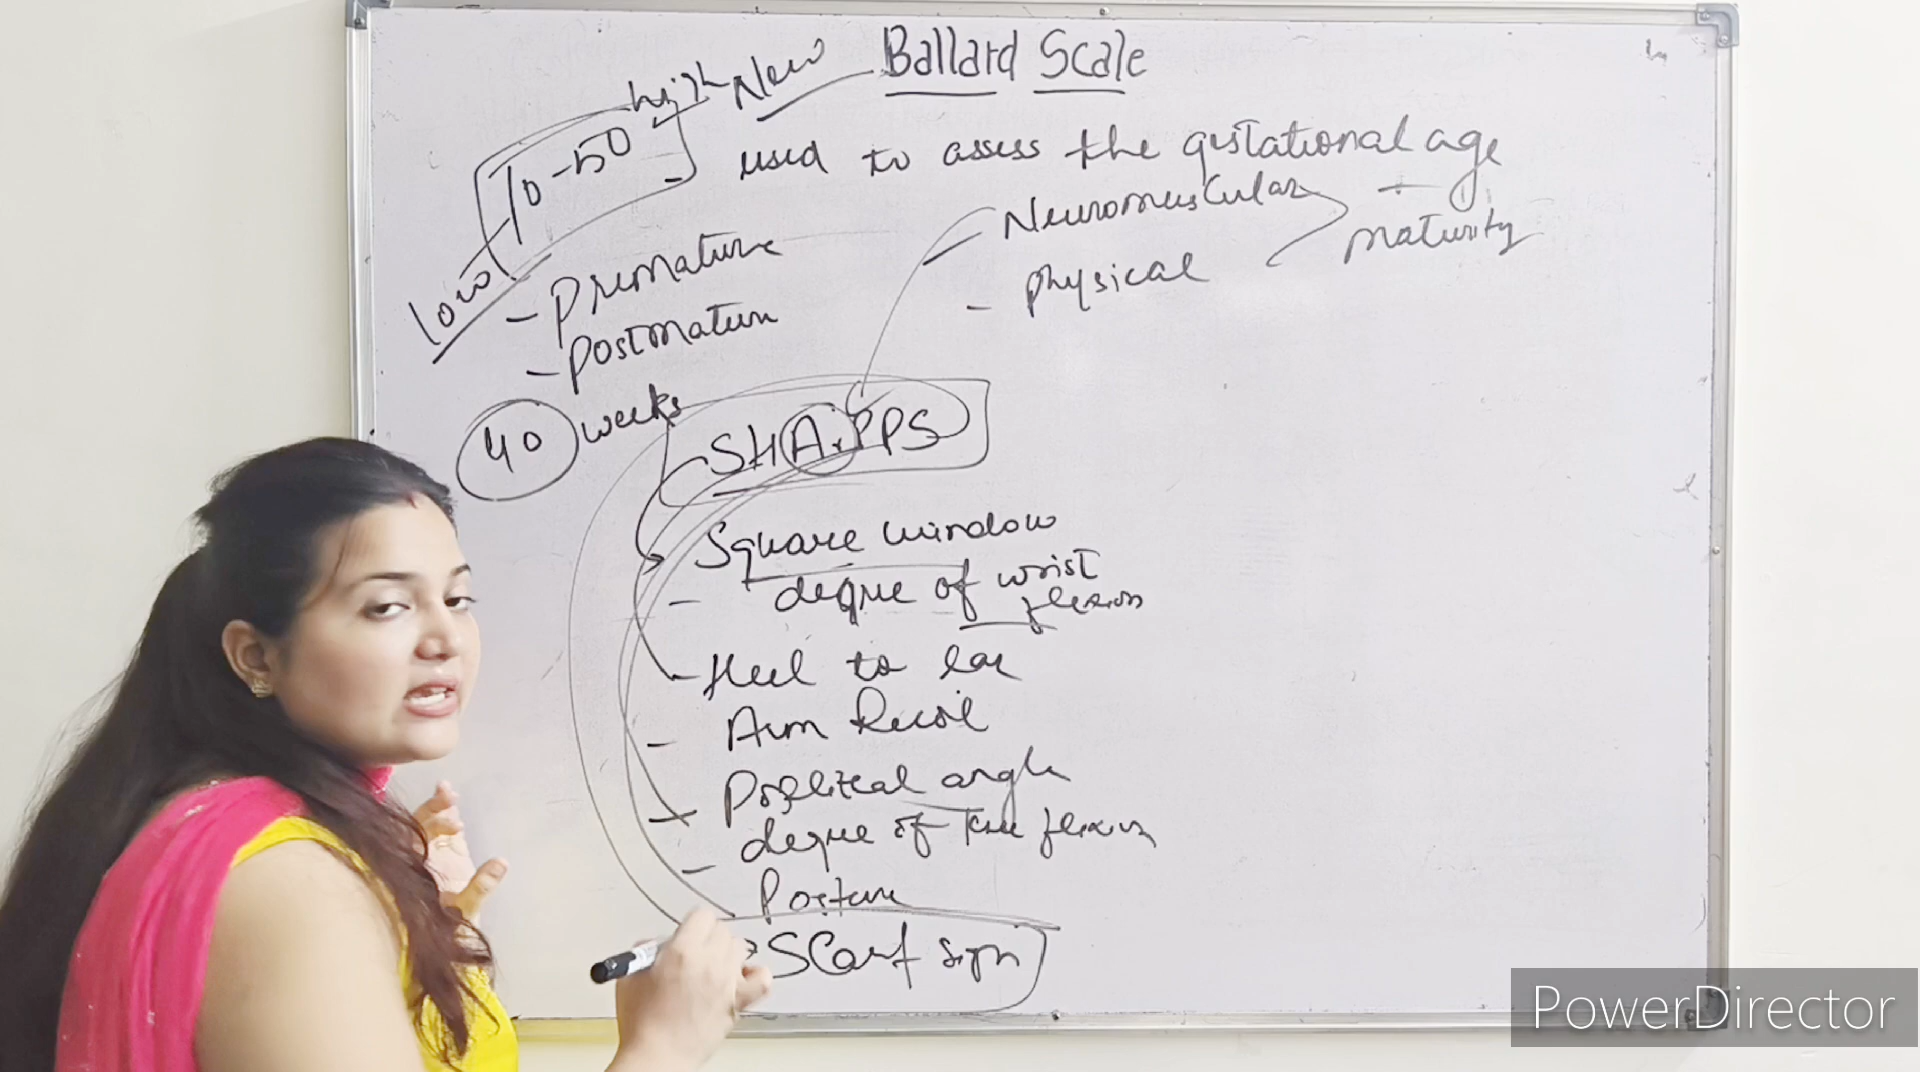 New Ballard Scale
high
10-50
low
- used to assess the gestational age
- Neuromuscular +
maturity
- physical
- Premature
- Postmature
40 weeks
SHAPPS
Square window
- degree of wrist
flexion
- Heel to ear
- Arm Recoil
- Popliteal angle
degree of knee flexion
- Posture
Scarf sign
PowerDirector